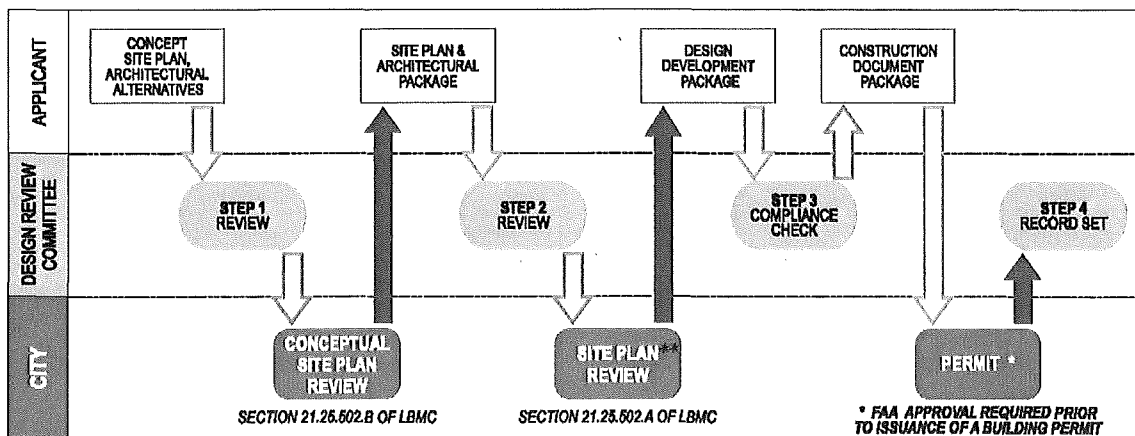 APPLICANT
CONCEPT
SITE PLAN,
ARCHITECTURAL
ALTERNATIVES
SITE PLAN &
ARCHITECTURAL
PACKAGE
DESIGN
DEVELOPMENT
PACKAGE
CONSTRUCTION
DOCUMENT
PACKAGE
DESIGN REVIEW
COMMITTEE
STEP 1
REVIEW
STEP 2
REVIEW
STEP 3
COMPLIANCE
CHECK
STEP 4
RECORD SET
CITY
CONCEPTUAL
SITE PLAN
REVIEW
SECTION 21.25.502.B OF LBMC
SITE PLAN**
REVIEW
SECTION 21.25.502.A OF LBMC
PERMIT *
* FAA APPROVAL REQUIRED PRIOR
TO ISSUANCE OF A BUILDING PERMIT